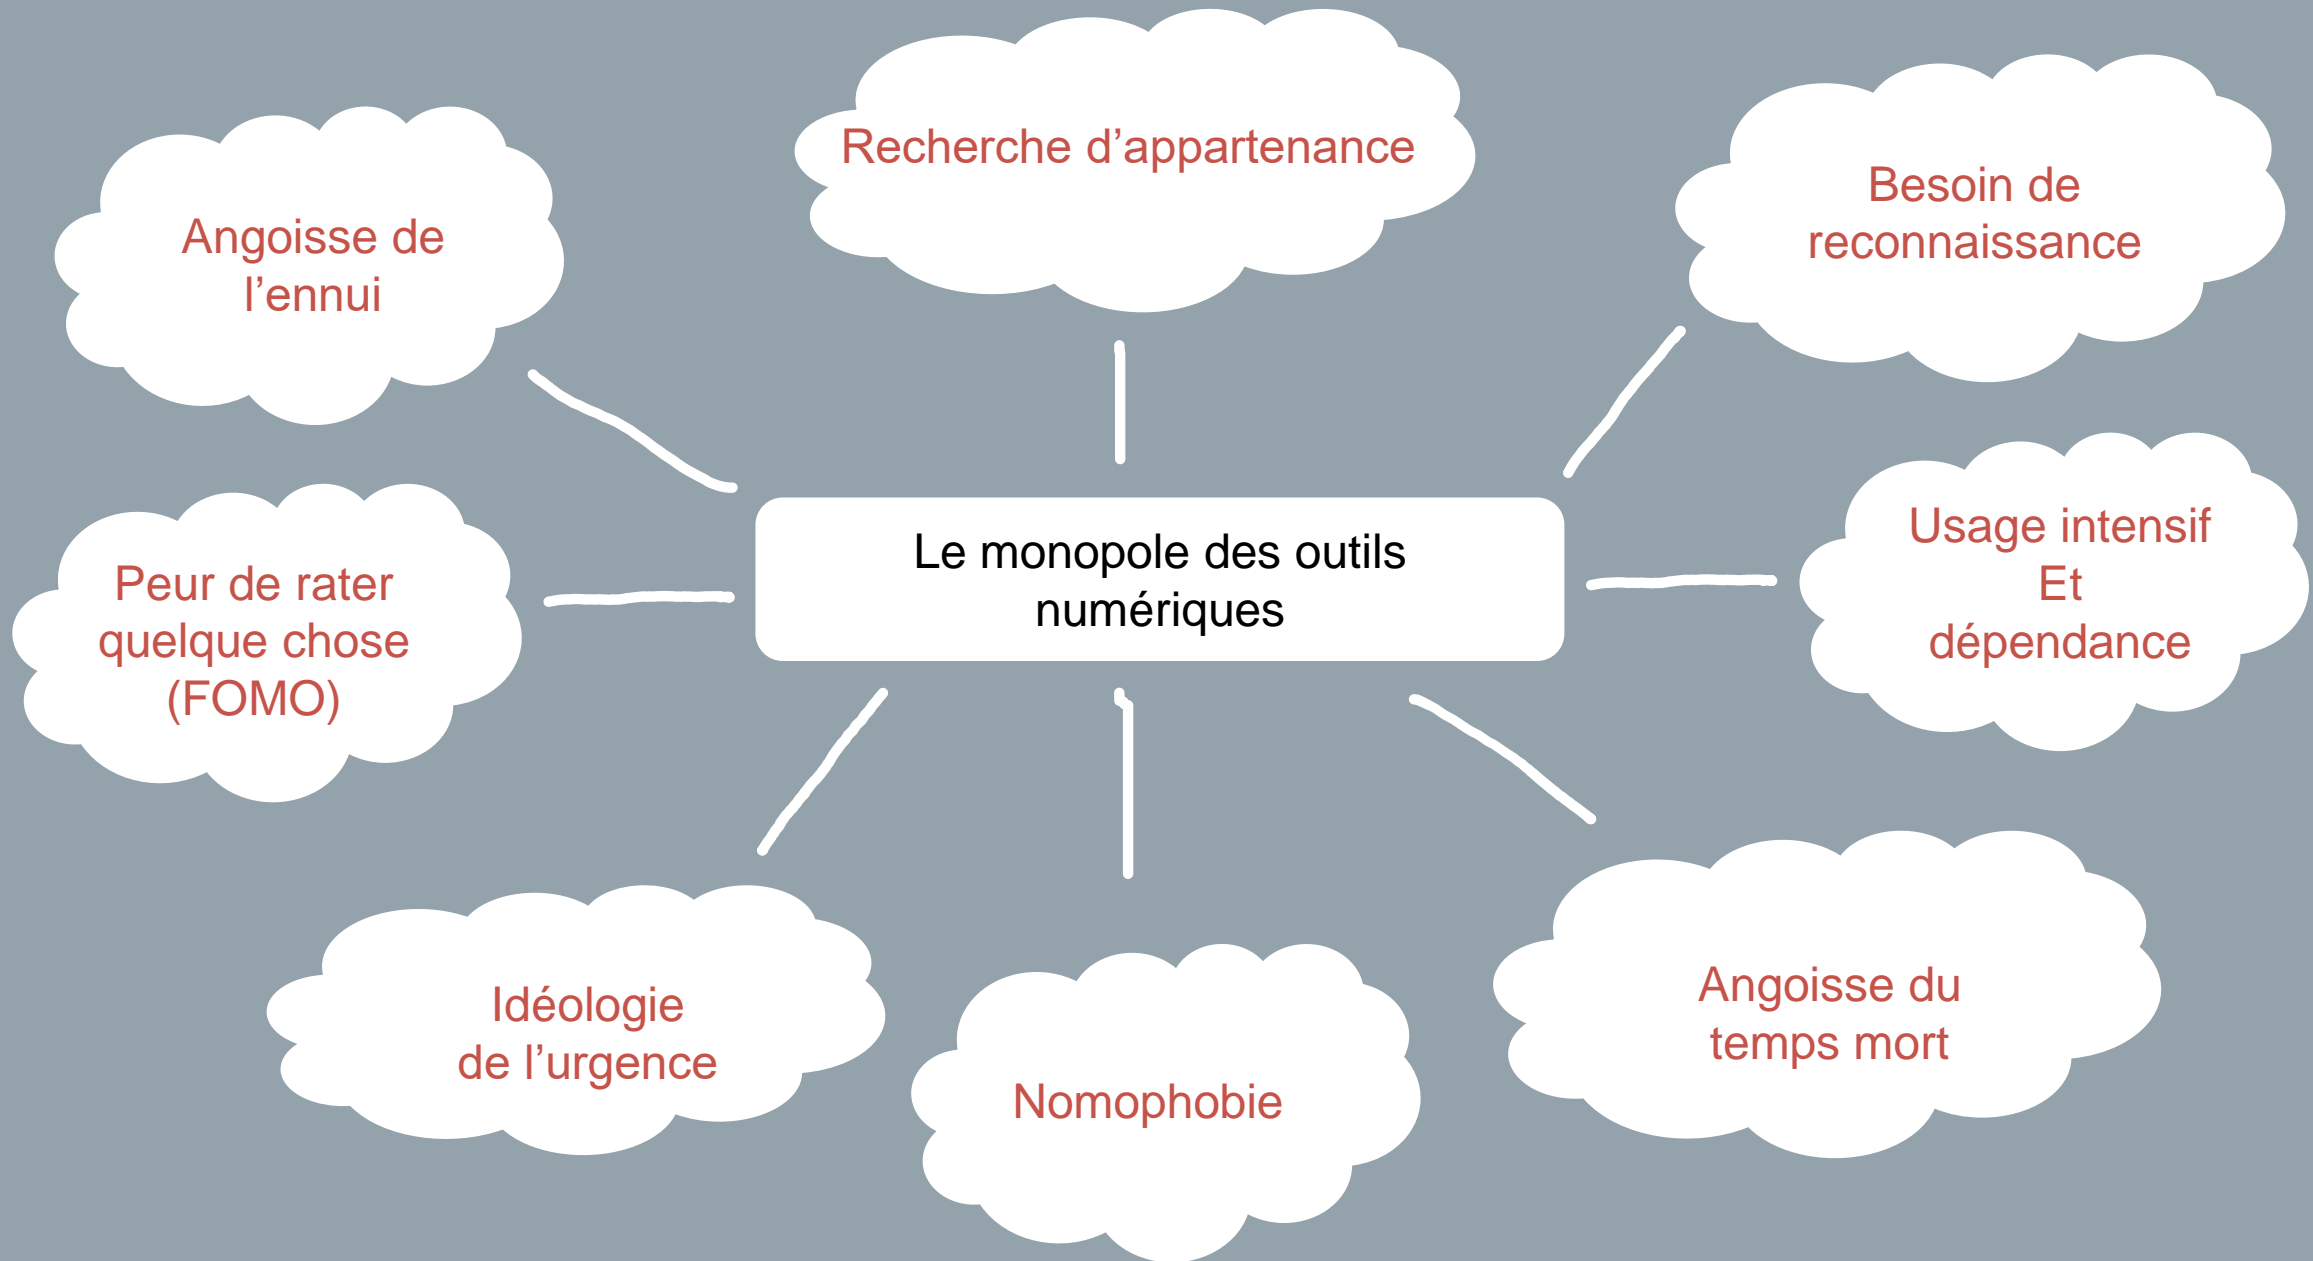 Recherche d’appartenance
Besoin de
reconnaissance
Angoisse de
l’ennui
Usage intensif
Et
dépendance
Le monopole des outils
numériques
Peur de rater
quelque chose
(FOMO)
Idéologie
de l’urgence
Nomophobie
Angoisse du
temps mort